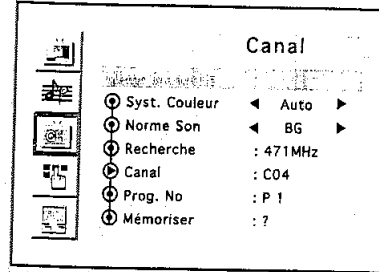 Canal
Syst. Couleur ◀ Auto ▶
Norme Son ◀ BG ▶
Recherche : 471MHz
Canal : C04
Prog. No : P 1
Mémoriser : ?